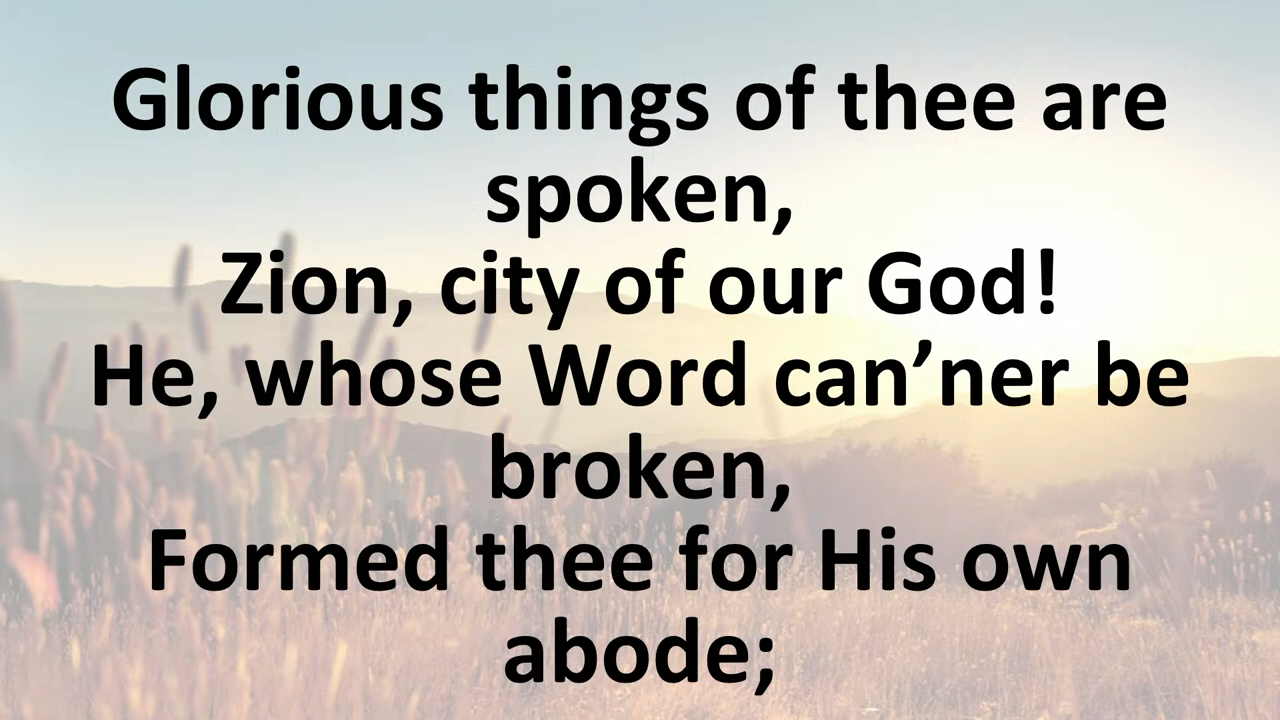 Glorious things of thee are
spoken,
Zion, city of our God!
He, whose Word can’ner be
broken,
Formed thee for His own
abode;